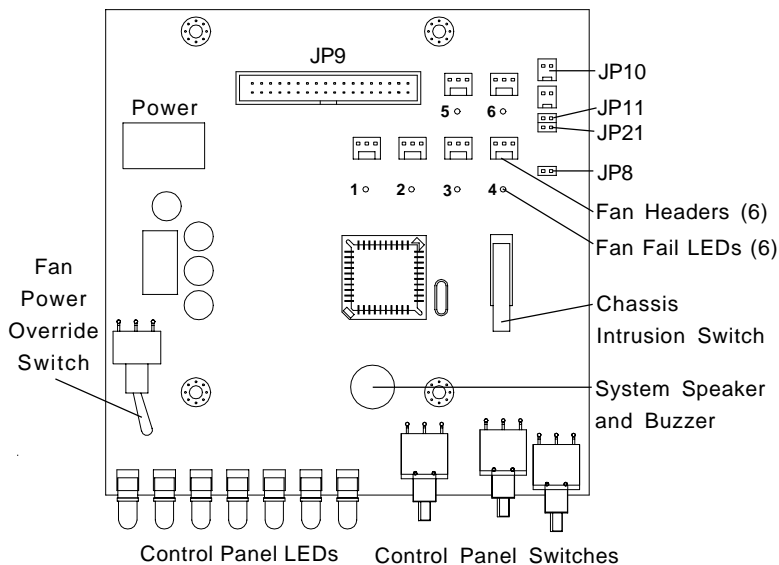 JP9
Power
JP10
JP11
JP21
JP8
5
6
1
2
3
4
Fan Headers (6)
Fan Fail LEDs (6)
Fan
Power
Override
Switch
Chassis
Intrusion Switch
System Speaker
and Buzzer
Control Panel LEDs
Control Panel Switches